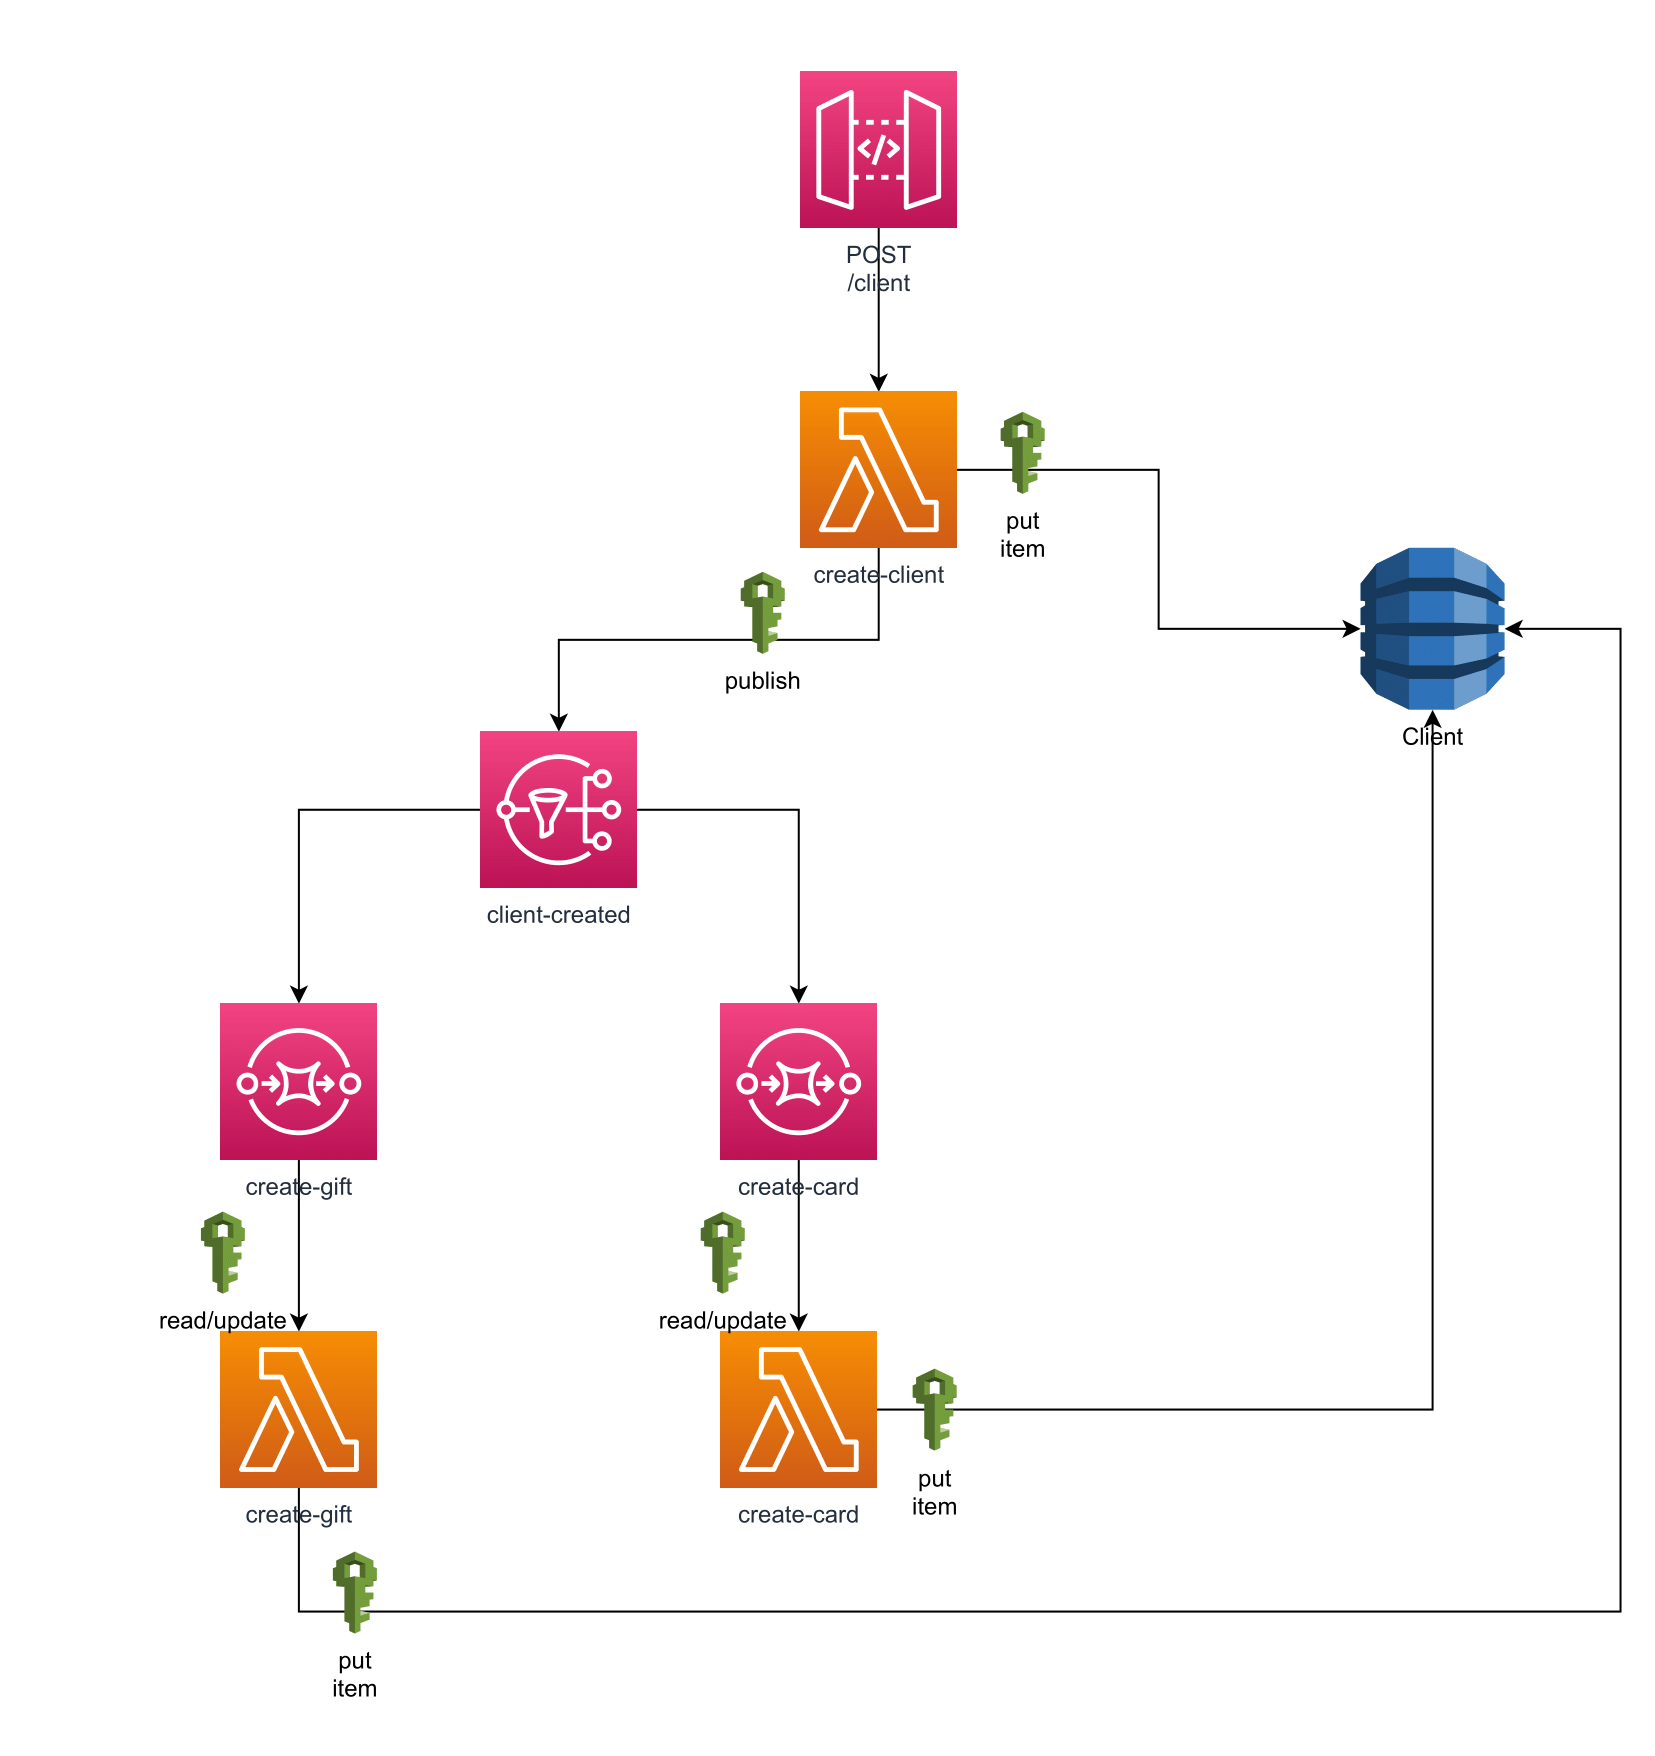 POST
/client
create-client
put
item
publish
Client
client-created
create-gift
create-card
read/update
read/update
create-gift
create-card
put
item
put
item